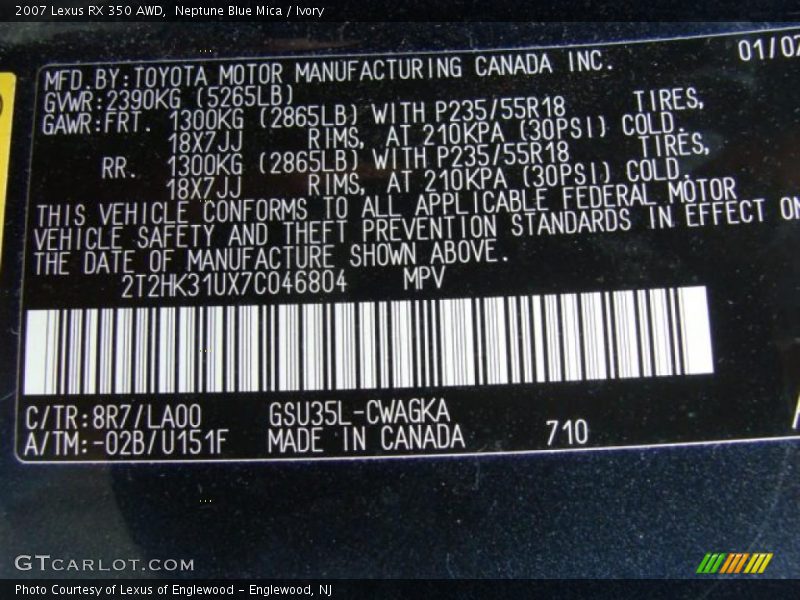 2007 Lexus RX 350 AWD, Neptune Blue Mica / Ivory
01/07
MFD.BY:TOYOTA MOTOR MANUFACTURING CANADA INC.
GVWR:2390KG (5265LB)
GAWR:FRT. 1300KG (2865LB) WITH P235/55R18 TIRES,
18X7JJ RIMS, AT 210KPA (30PSI) COLD.
RR. 1300KG (2865LB) WITH P235/55R18 TIRES,
18X7JJ RIMS, AT 210KPA (30PSI) COLD.
THIS VEHICLE CONFORMS TO ALL APPLICABLE FEDERAL MOTOR
VEHICLE SAFETY AND THEFT PREVENTION STANDARDS IN EFFECT ON
THE DATE OF MANUFACTURE SHOWN ABOVE.
2T2HK31UX7C046804 MPV
C/TR:8R7/LA00 GSU35L-CWAGKA
A/TM:-02B/U151F MADE IN CANADA 710
GTCARLOT.COM
Photo Courtesy of Lexus of Englewood - Englewood, NJ